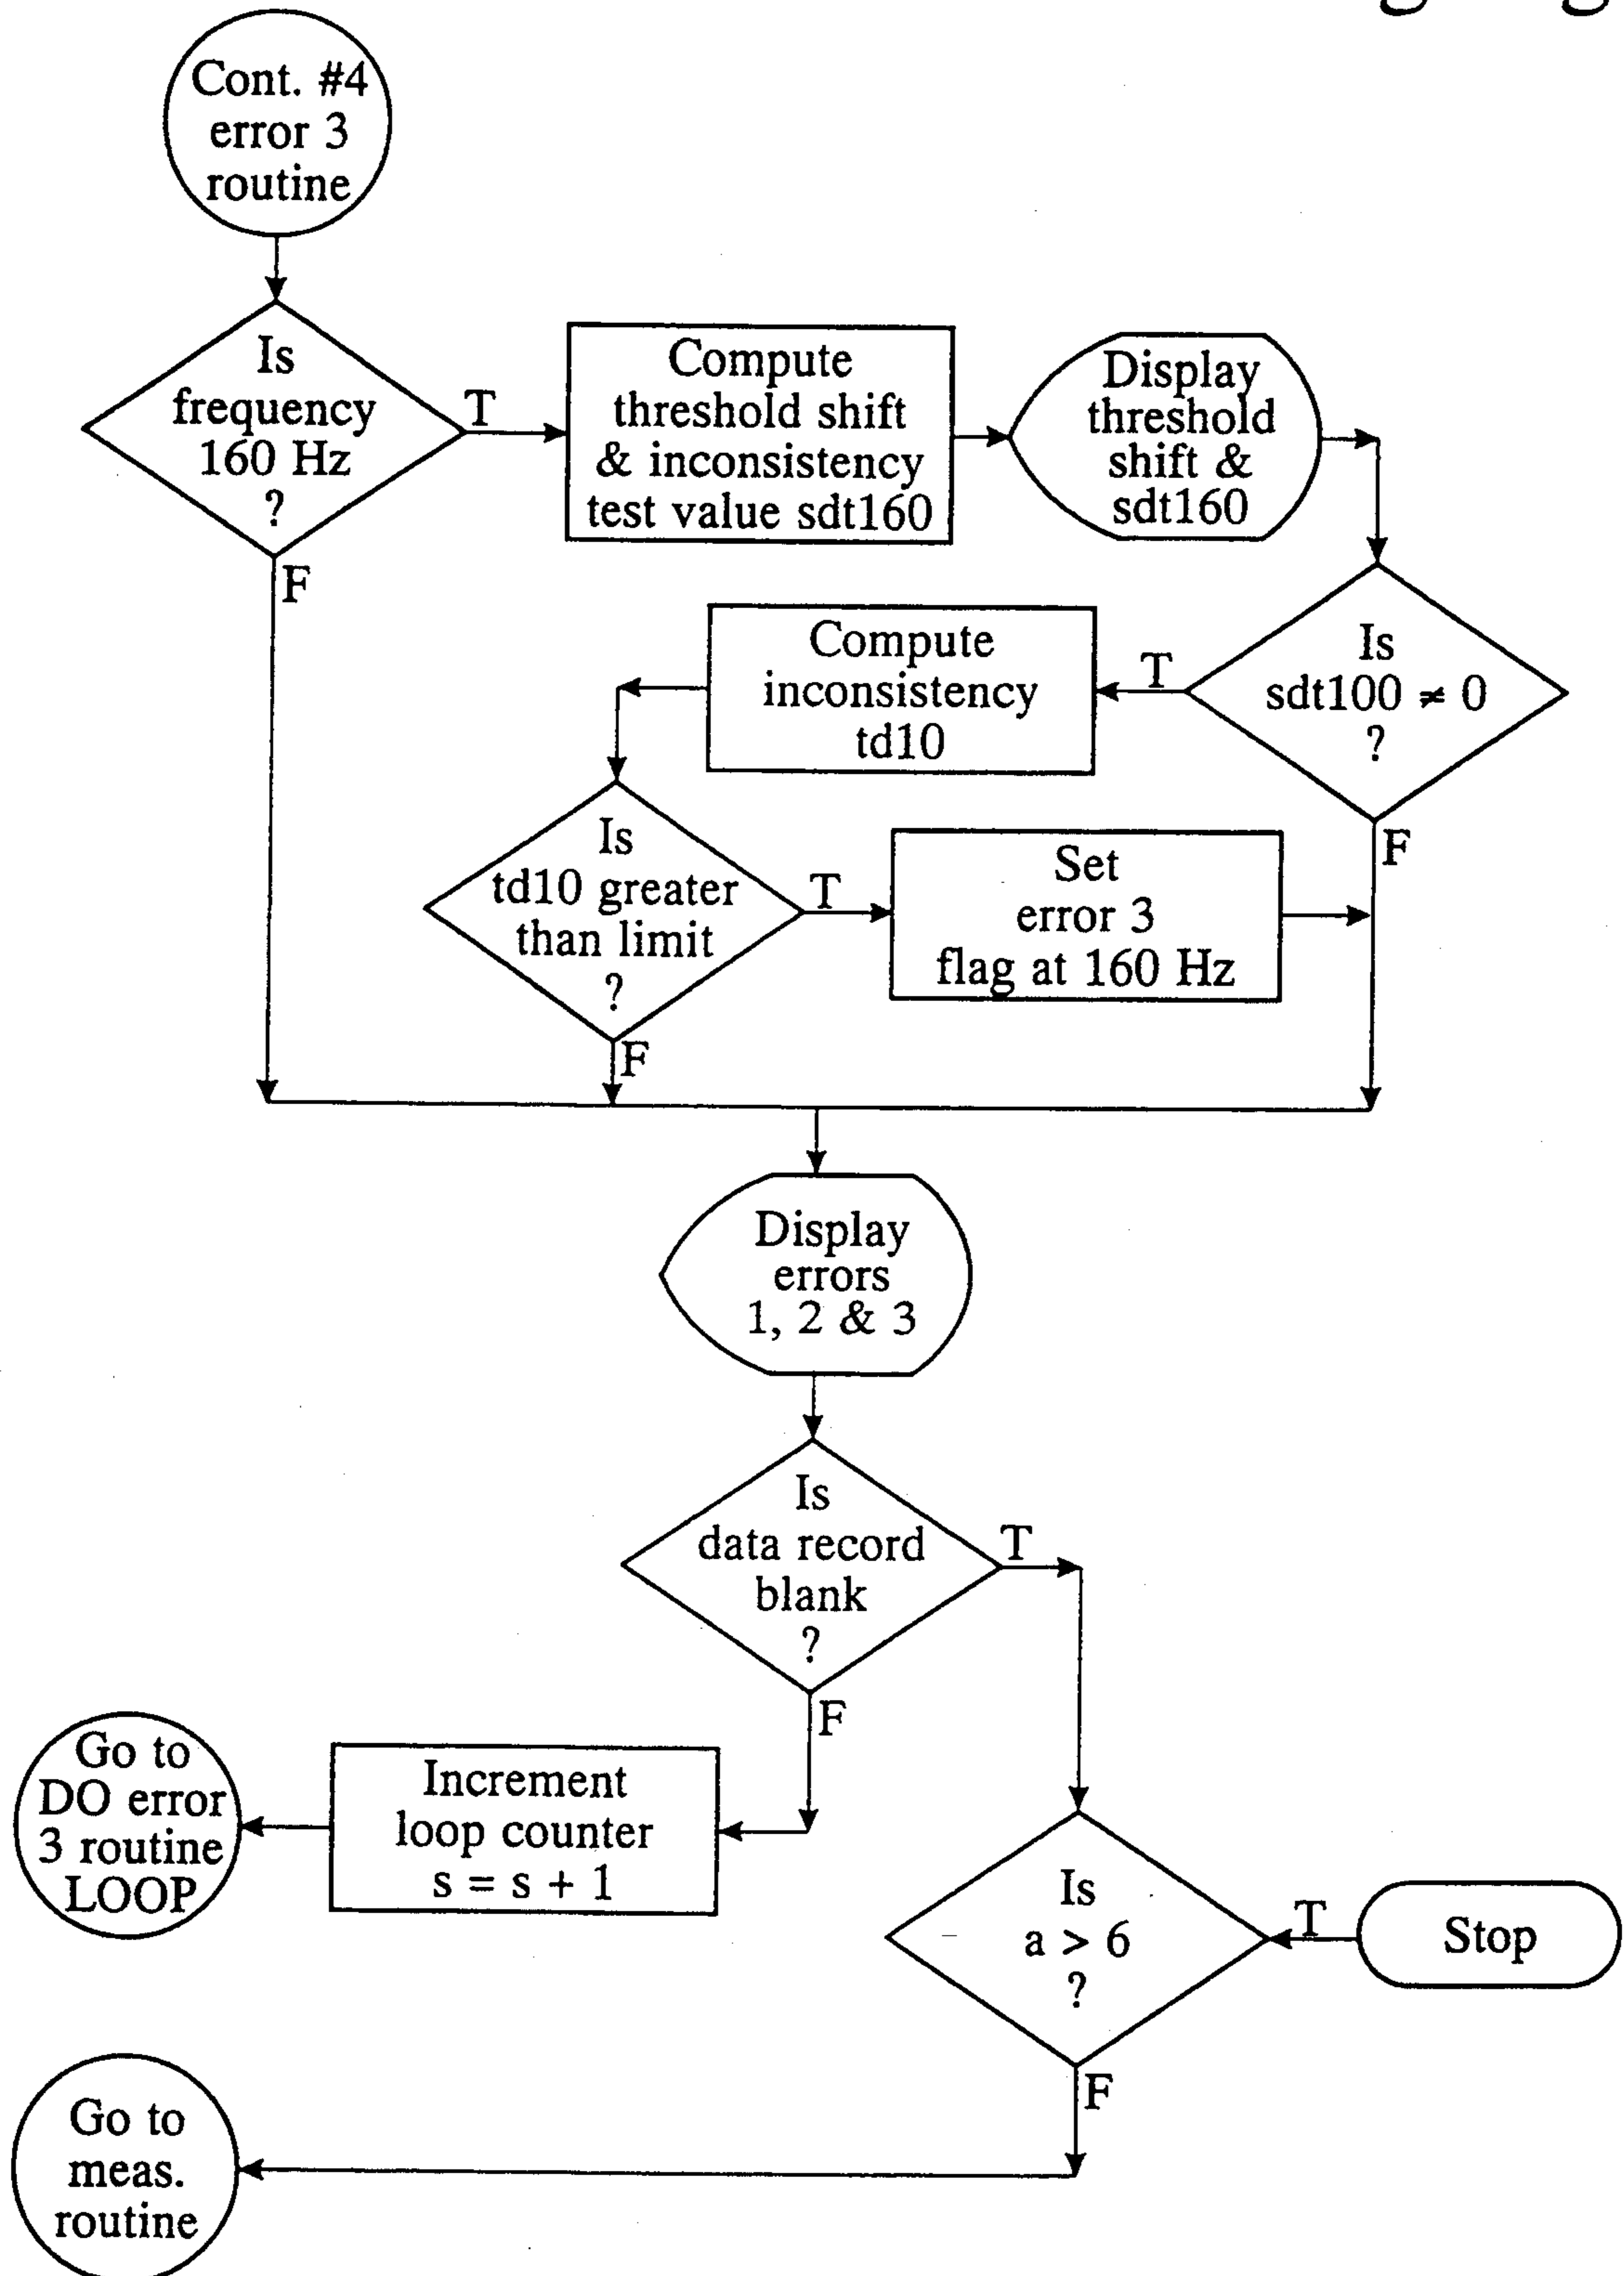 Cont. #4
error 3
routine
Is
frequency
160 Hz
?
T
F
Compute
threshold shift
& inconsistency
test value sdt160
Display
threshold
shift &
sdt160
Is
sdt100 ≠ 0
?
T
F
Compute
inconsistency
td10
Is
td10 greater
than limit
?
T
F
Set
error 3
flag at 160 Hz
Display
errors
1, 2 & 3
Is
data record
blank
?
T
F
Increment
loop counter
s = s + 1
Go to
DO error
3 routine
LOOP
Is
a > 6
?
T
Stop
F
Go to
meas.
routine